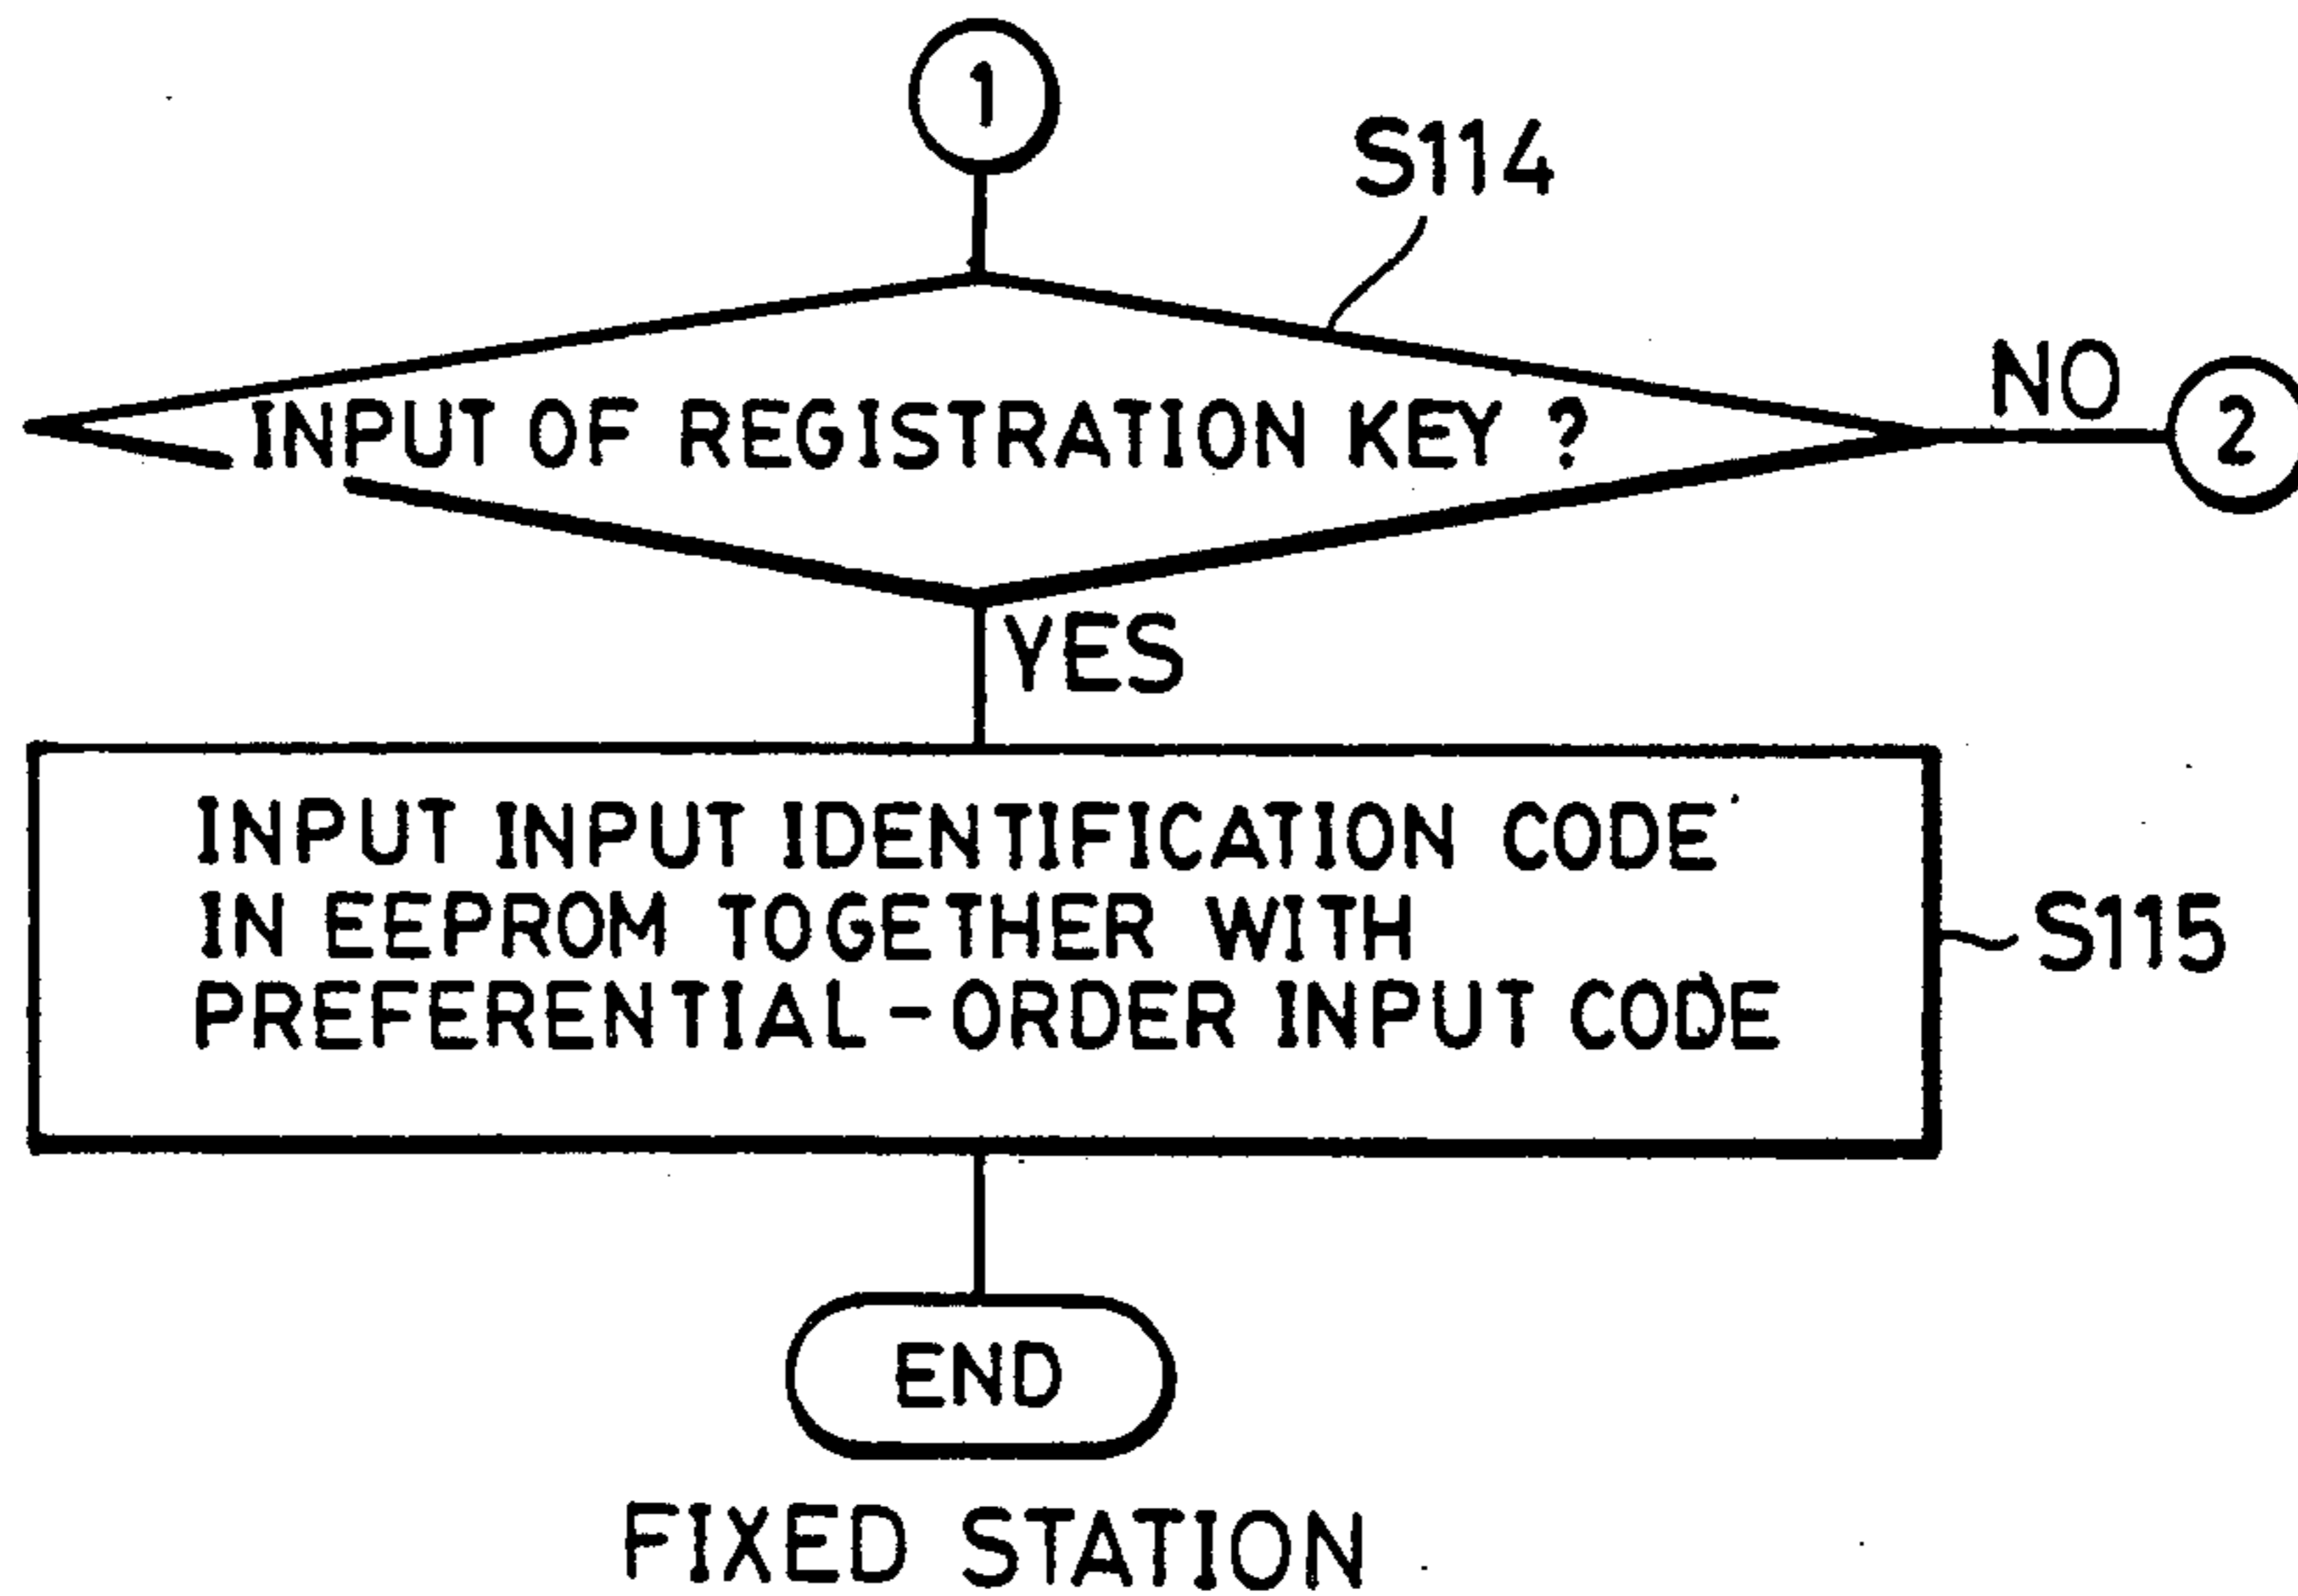 1
S114
INPUT OF REGISTRATION KEY ?
NO
2
YES
INPUT INPUT IDENTIFICATION CODE
IN EEPROM TOGETHER WITH
PREFERENTIAL-ORDER INPUT CODE
S115
END
FIXED STATION